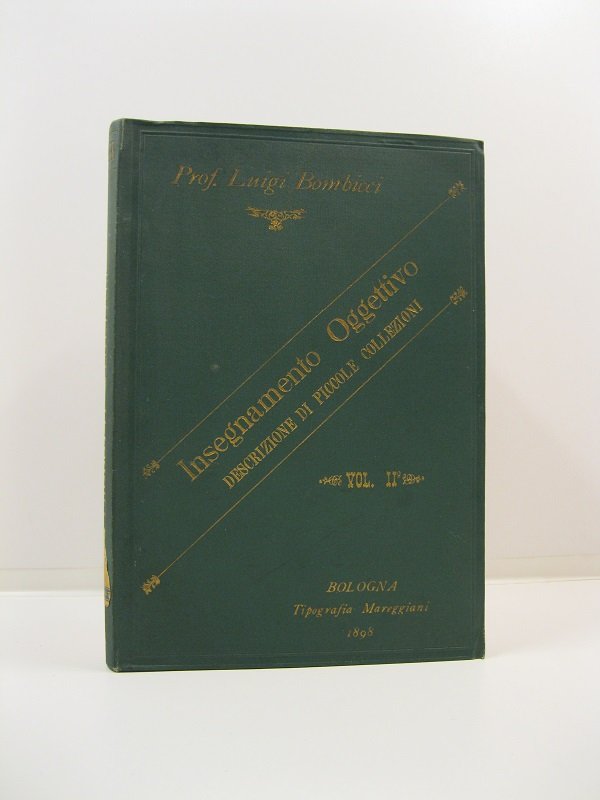 Prof. Luigi Bombicci
Insegnamento Oggettivo
DESCRIZIONE DI PICCOLE COLLEZIONI
VOL. II°
BOLOGNA
Tipografia Mareggiani
1898